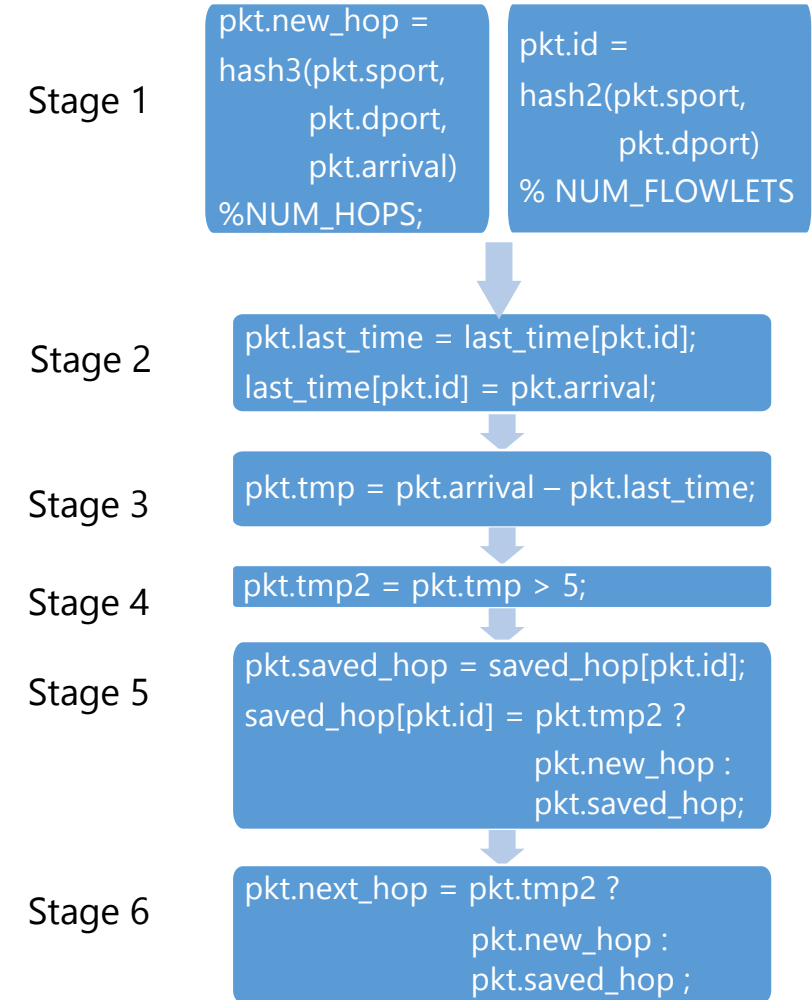 Stage 1
pkt.new_hop =
hash3(pkt.sport,
pkt.dport,
pkt.arrival)
%NUM_HOPS;
pkt.id =
hash2(pkt.sport,
pkt.dport)
% NUM_FLOWLETS
Stage 2
pkt.last_time = last_time[pkt.id];
last_time[pkt.id] = pkt.arrival;
Stage 3
pkt.tmp = pkt.arrival – pkt.last_time;
Stage 4
pkt.tmp2 = pkt.tmp > 5;
Stage 5
pkt.saved_hop = saved_hop[pkt.id];
saved_hop[pkt.id] = pkt.tmp2 ?
pkt.new_hop :
pkt.saved_hop;
Stage 6
pkt.next_hop = pkt.tmp2 ?
pkt.new_hop :
pkt.saved_hop ;